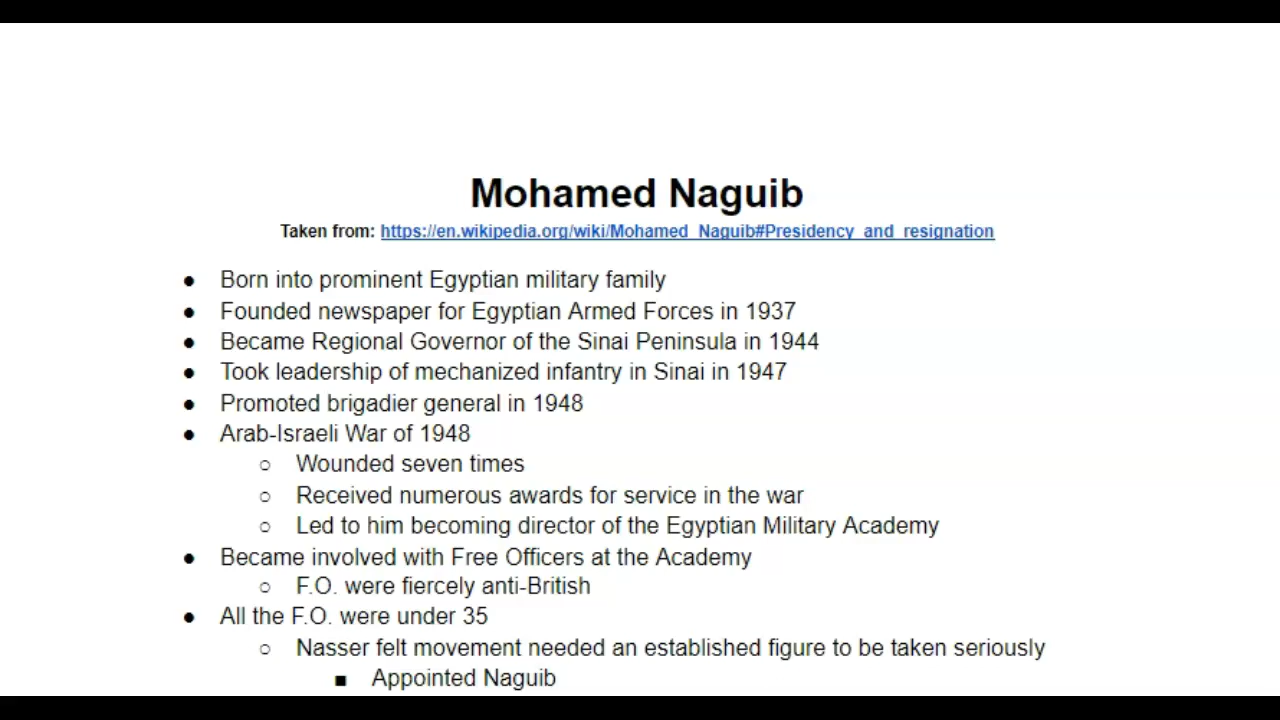 Mohamed Naguib
Taken from: https://en.wikipedia.org/wiki/Mohamed_Naguib#Presidency_and_resignation
● Born into prominent Egyptian military family
● Founded newspaper for Egyptian Armed Forces in 1937
● Became Regional Governor of the Sinai Peninsula in 1944
● Took leadership of mechanized infantry in Sinai in 1947
● Promoted brigadier general in 1948
● Arab-Israeli War of 1948
○ Wounded seven times
○ Received numerous awards for service in the war
○ Led to him becoming director of the Egyptian Military Academy
● Became involved with Free Officers at the Academy
○ F.O. were fiercely anti-British
● All the F.O. were under 35
○ Nasser felt movement needed an established figure to be taken seriously
■ Appointed Naguib